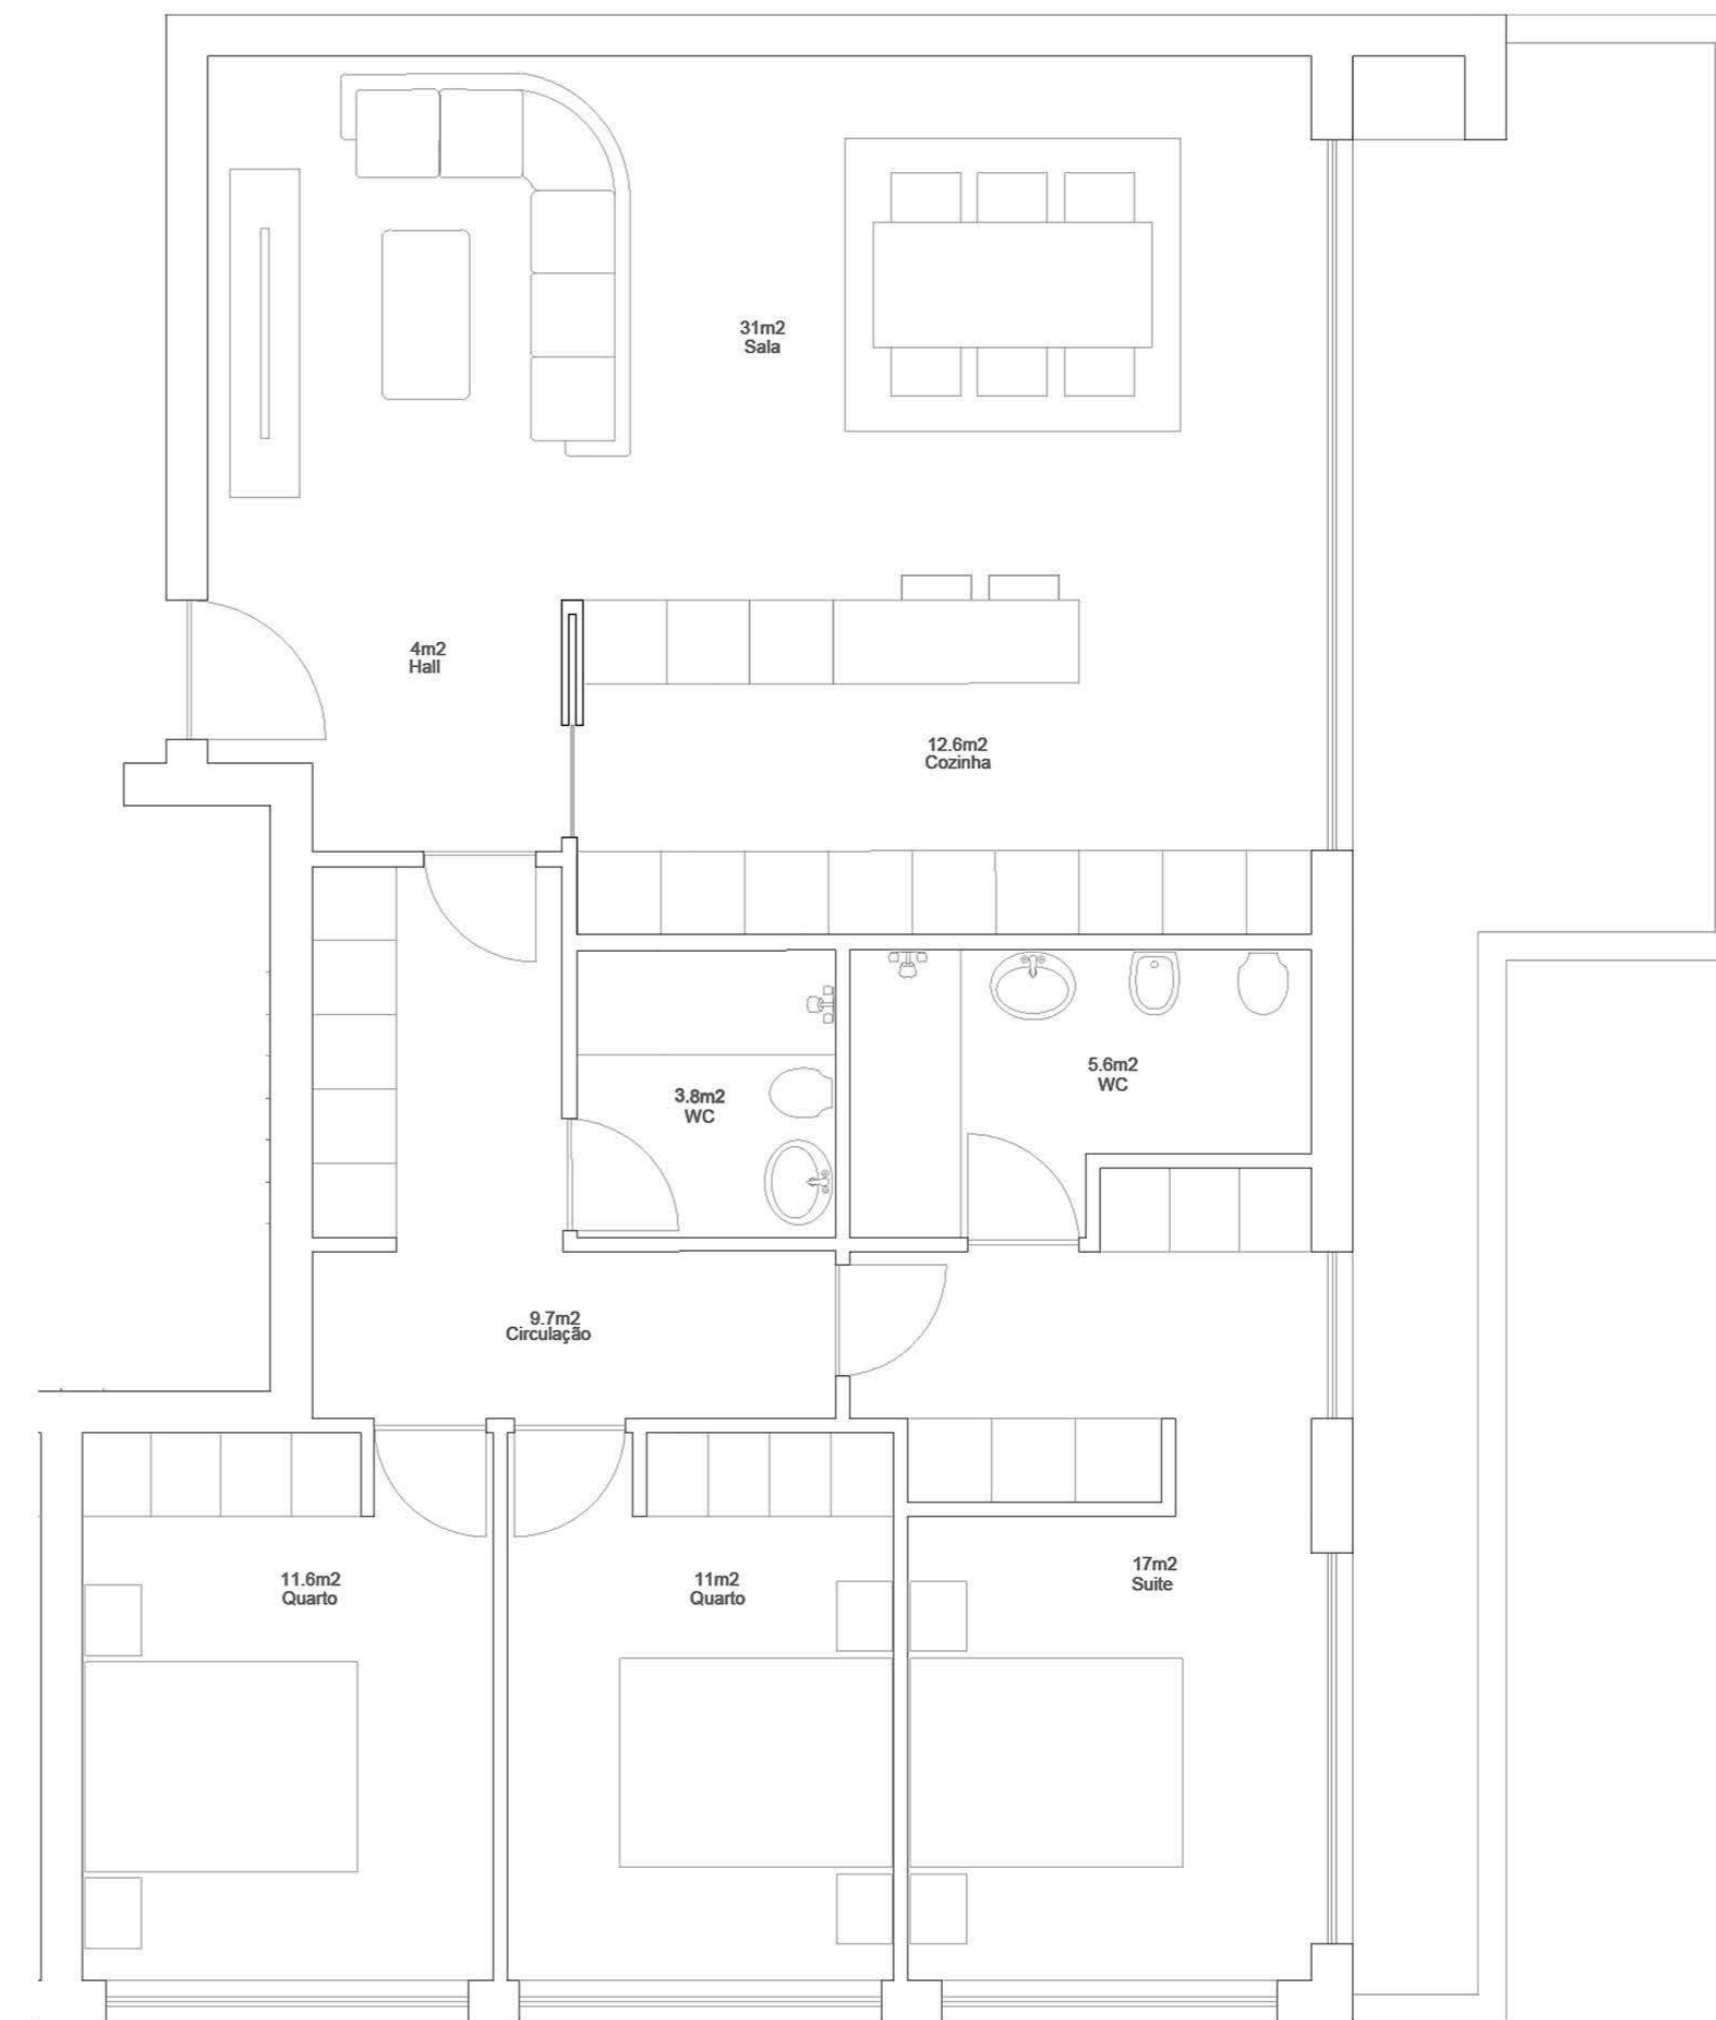 31m2
Sala
4m2
Hall
12.6m2
Cozinha
5.6m2
WC
3.8m2
WC
9.7m2
Circulação
17m2
Suite
11.6m2
Quarto
11m2
Quarto